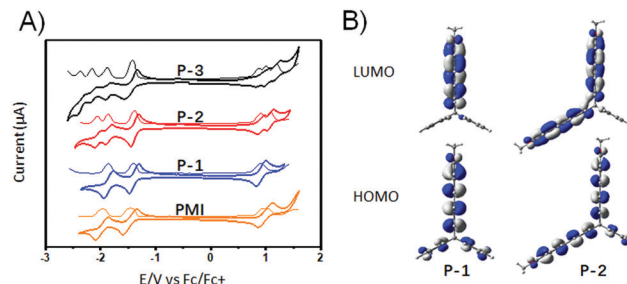 A)
P-3
P-2
P-1
PMI
Current (µA)
-3 -2 -1 0 1 2
E/V vs Fc/Fc+
B)
LUMO
HOMO
P-1 P-2